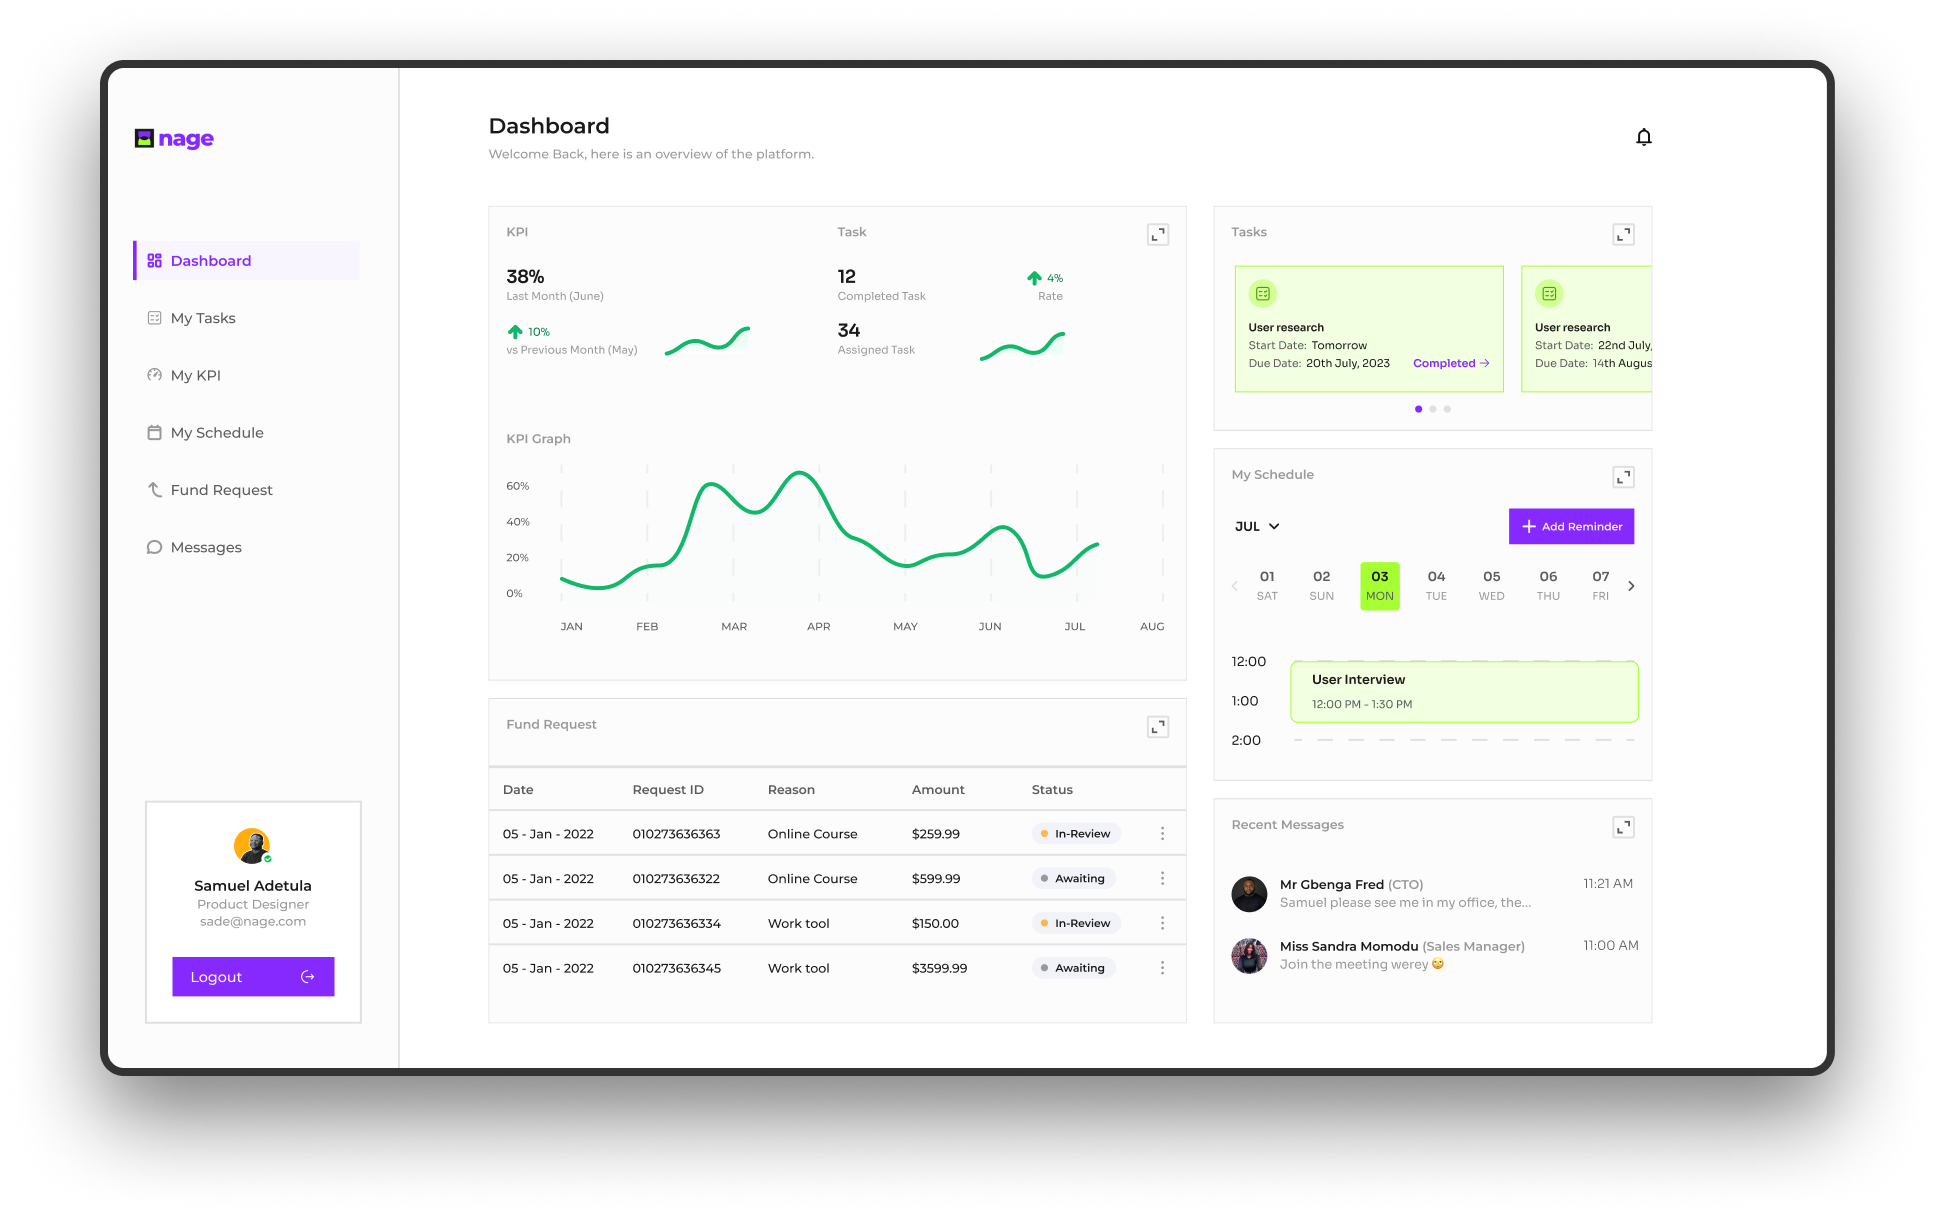 nage
Dashboard
My Tasks
My KPI
My Schedule
Fund Request
Messages
Samuel Adetula
Product Designer
sade@nage.com
Logout
Dashboard
Welcome Back, here is an overview of the platform.
KPI
38%
Last Month (June)
10%
vs Previous Month (May)
Task
12
Completed Task
4%
Rate
34
Assigned Task
KPI Graph
60%
40%
20%
0%
JAN FEB MAR APR MAY JUN JUL AUG
Fund Request
Date Request ID Reason Amount Status
05 - Jan - 2022 010273636363 Online Course $259.99 In-Review
05 - Jan - 2022 010273636322 Online Course $599.99 Awaiting
05 - Jan - 2022 010273636334 Work tool $150.00 In-Review
05 - Jan - 2022 010273636345 Work tool $3599.99 Awaiting
Tasks
User research
Start Date: Tomorrow
Due Date: 20th July, 2023 Completed →
User research
Start Date: 22nd July,
Due Date: 14th Augus
My Schedule
JUL
Add Reminder
01 02 03 04 05 06 07
SAT SUN MON TUE WED THU FRI
12:00
User Interview
1:00
12:00 PM - 1:30 PM
2:00
Recent Messages
Mr Gbenga Fred (CTO) 11:21 AM
Samuel please see me in my office, the...
Miss Sandra Momodu (Sales Manager) 11:00 AM
Join the meeting werey 😁